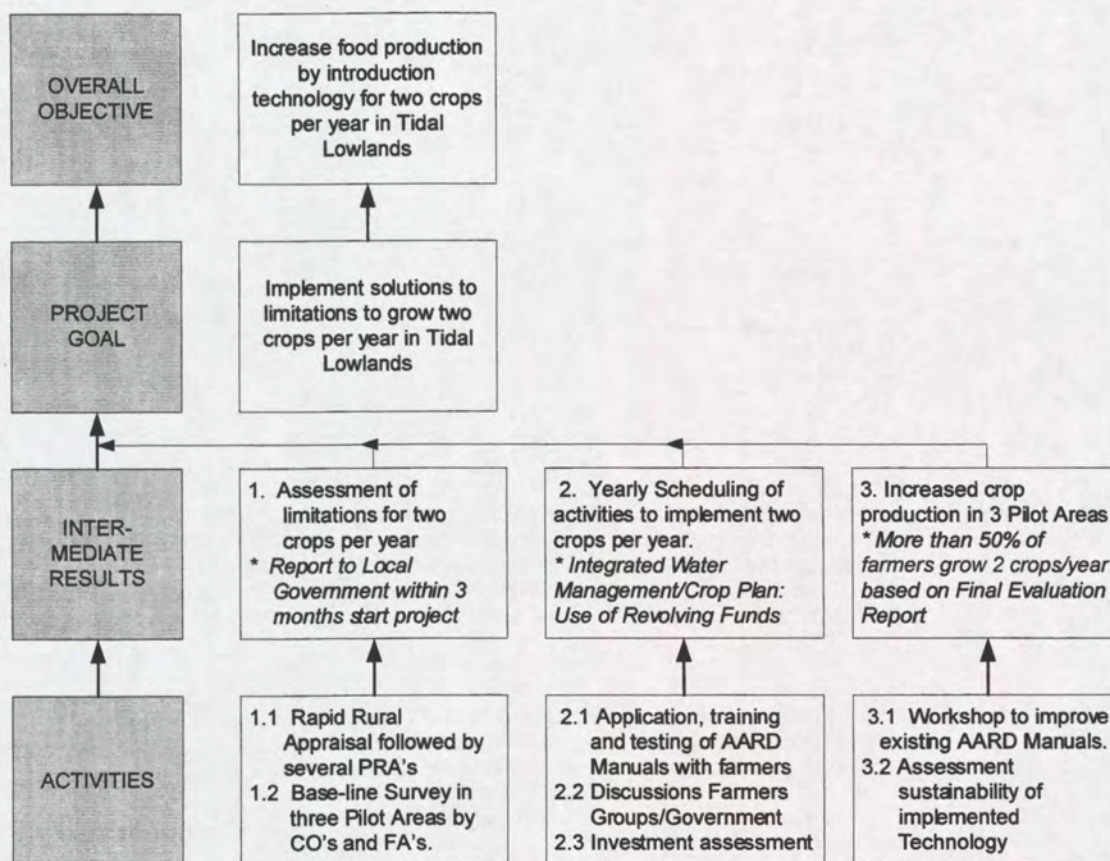 OVERALL
OBJECTIVE
Increase food production
by introduction
technology for two crops
per year in Tidal
Lowlands
PROJECT
GOAL
Implement solutions to
limitations to grow two
crops per year in Tidal
Lowlands
INTER-
MEDIATE
RESULTS
1. Assessment of
limitations for two
crops per year
* Report to Local
Government within 3
months start project
2. Yearly Scheduling of
activities to implement two
crops per year.
* Integrated Water
Management/Crop Plan:
Use of Revolving Funds
3. Increased crop
production in 3 Pilot Areas
* More than 50% of
farmers grow 2 crops/year
based on Final Evaluation
Report
ACTIVITIES
1.1 Rapid Rural
Appraisal followed by
several PRA's
1.2 Base-line Survey in
three Pilot Areas by
CO's and FA's.
2.1 Application, training
and testing of AARD
Manuals with farmers
2.2 Discussions Farmers
Groups/Government
2.3 Investment assessment
3.1 Workshop to improve
existing AARD Manuals.
3.2 Assessment
sustainability of
implemented
Technology